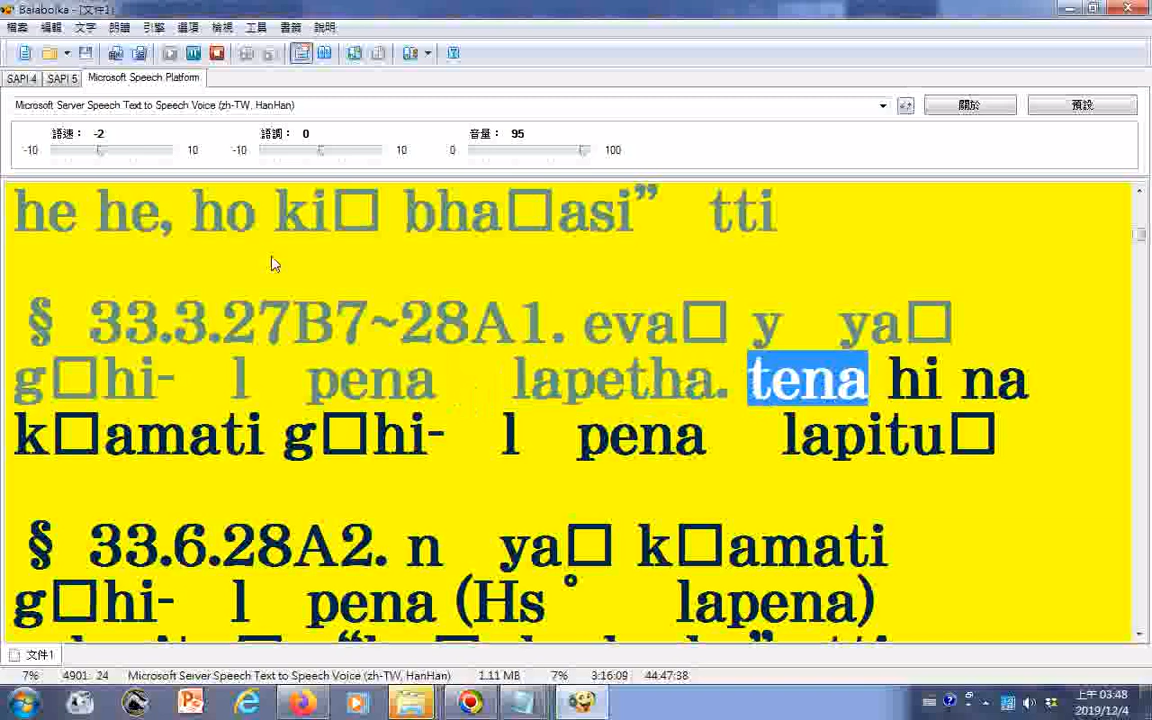 Balabolka - [文件1]
檔案 編輯 文字 朗讀 引擎 選項 檢視 工具 書籤 說明
SAPI 4 SAPI 5 Microsoft Speech Platform
Microsoft Server Speech Text to Speech Voice (zh-TW, HanHan) 關於 預設
語速： -2 語調： 0 音量： 95
-10 10 -10 10 0 100
he he, ho ki□ bha□asi” tti
§ 33.3.27B7~28A1. eva□ y ya□
g□hi- l pena lapetha. tena hi na
k□amati g□hi- l pena lapitu□
§ 33.6.28A2. n ya□ k□amati
g□hi- l pena (Hs ° lapena)
文件1
7% 4901: 24 Microsoft Server Speech Text to Speech Voice (zh-TW, HanHan) 1.11 MB 7% 3:16:09 44:47:38
上午 03:48
2019/12/4